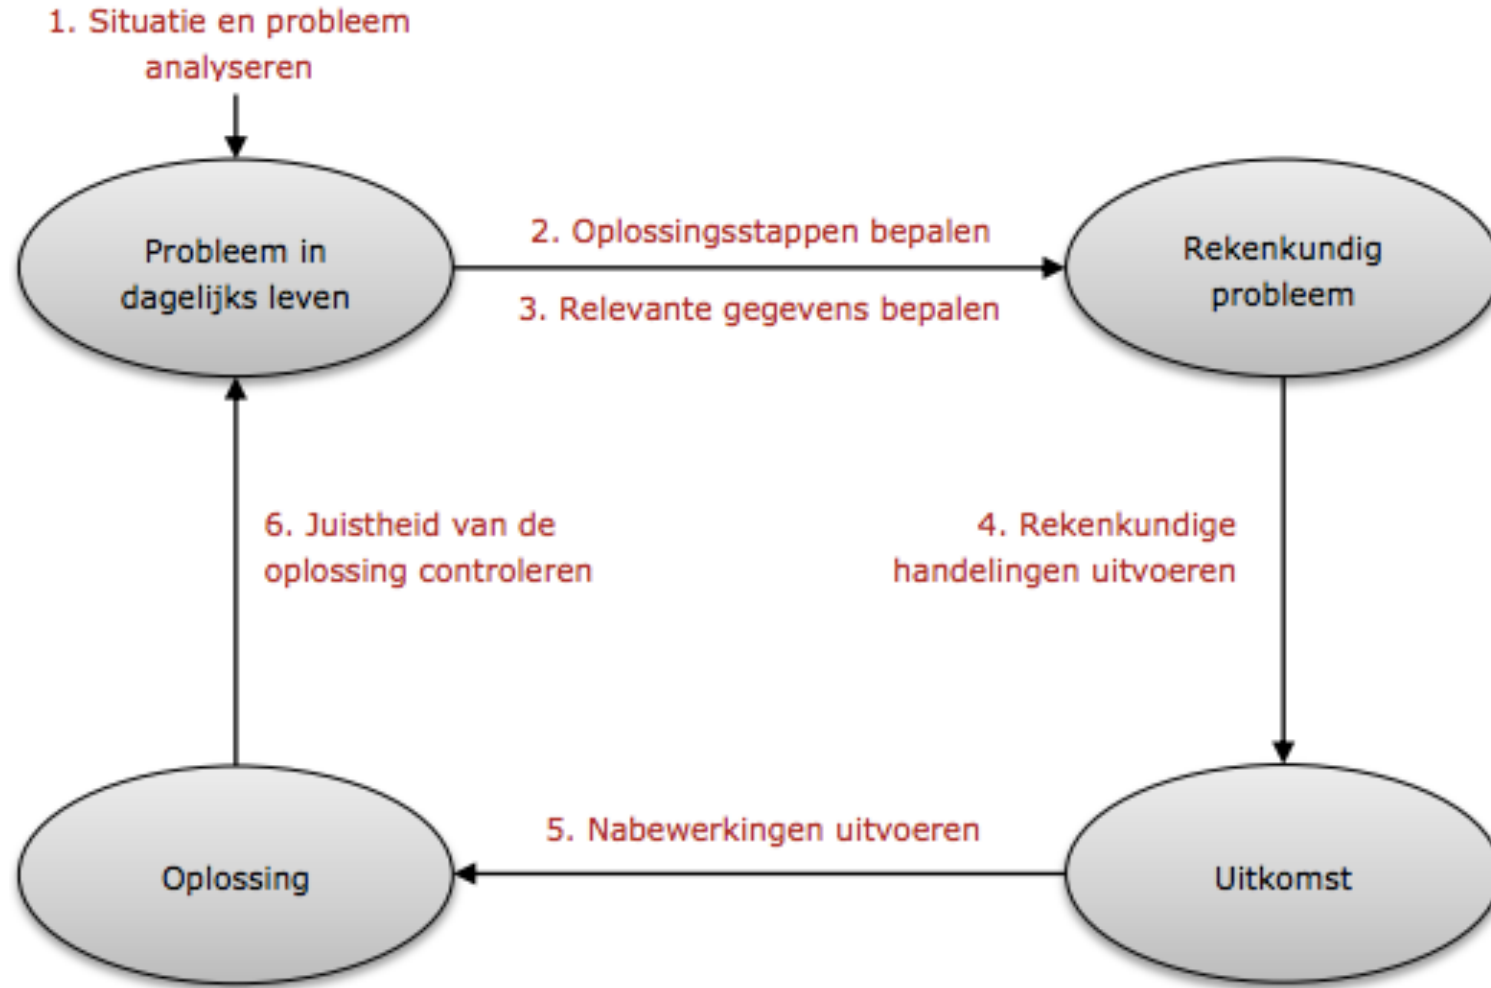 1. Situatie en probleem
analyseren
Probleem in
dagelijks leven
2. Oplossingsstappen bepalen
3. Relevante gegevens bepalen
Rekenkundig
probleem
4. Rekenkundige
handelingen uitvoeren
Uitkomst
5. Nabewerkingen uitvoeren
Oplossing
6. Juistheid van de
oplossing controleren